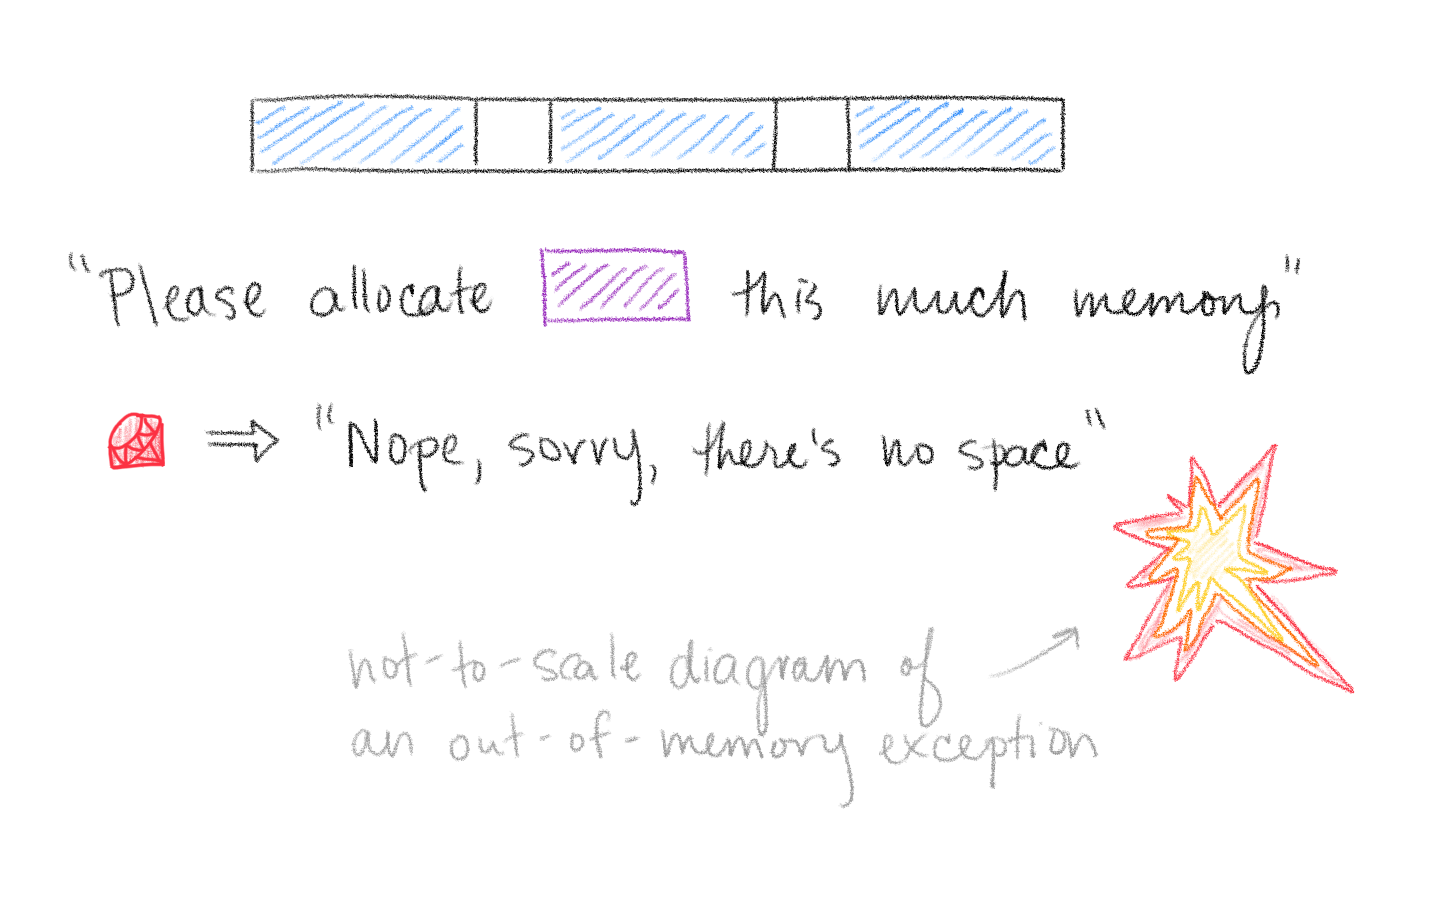 "Please allocate this much memory"
"Nope, sorry, there's no space"
not-to-scale diagram of
an out-of-memory exception